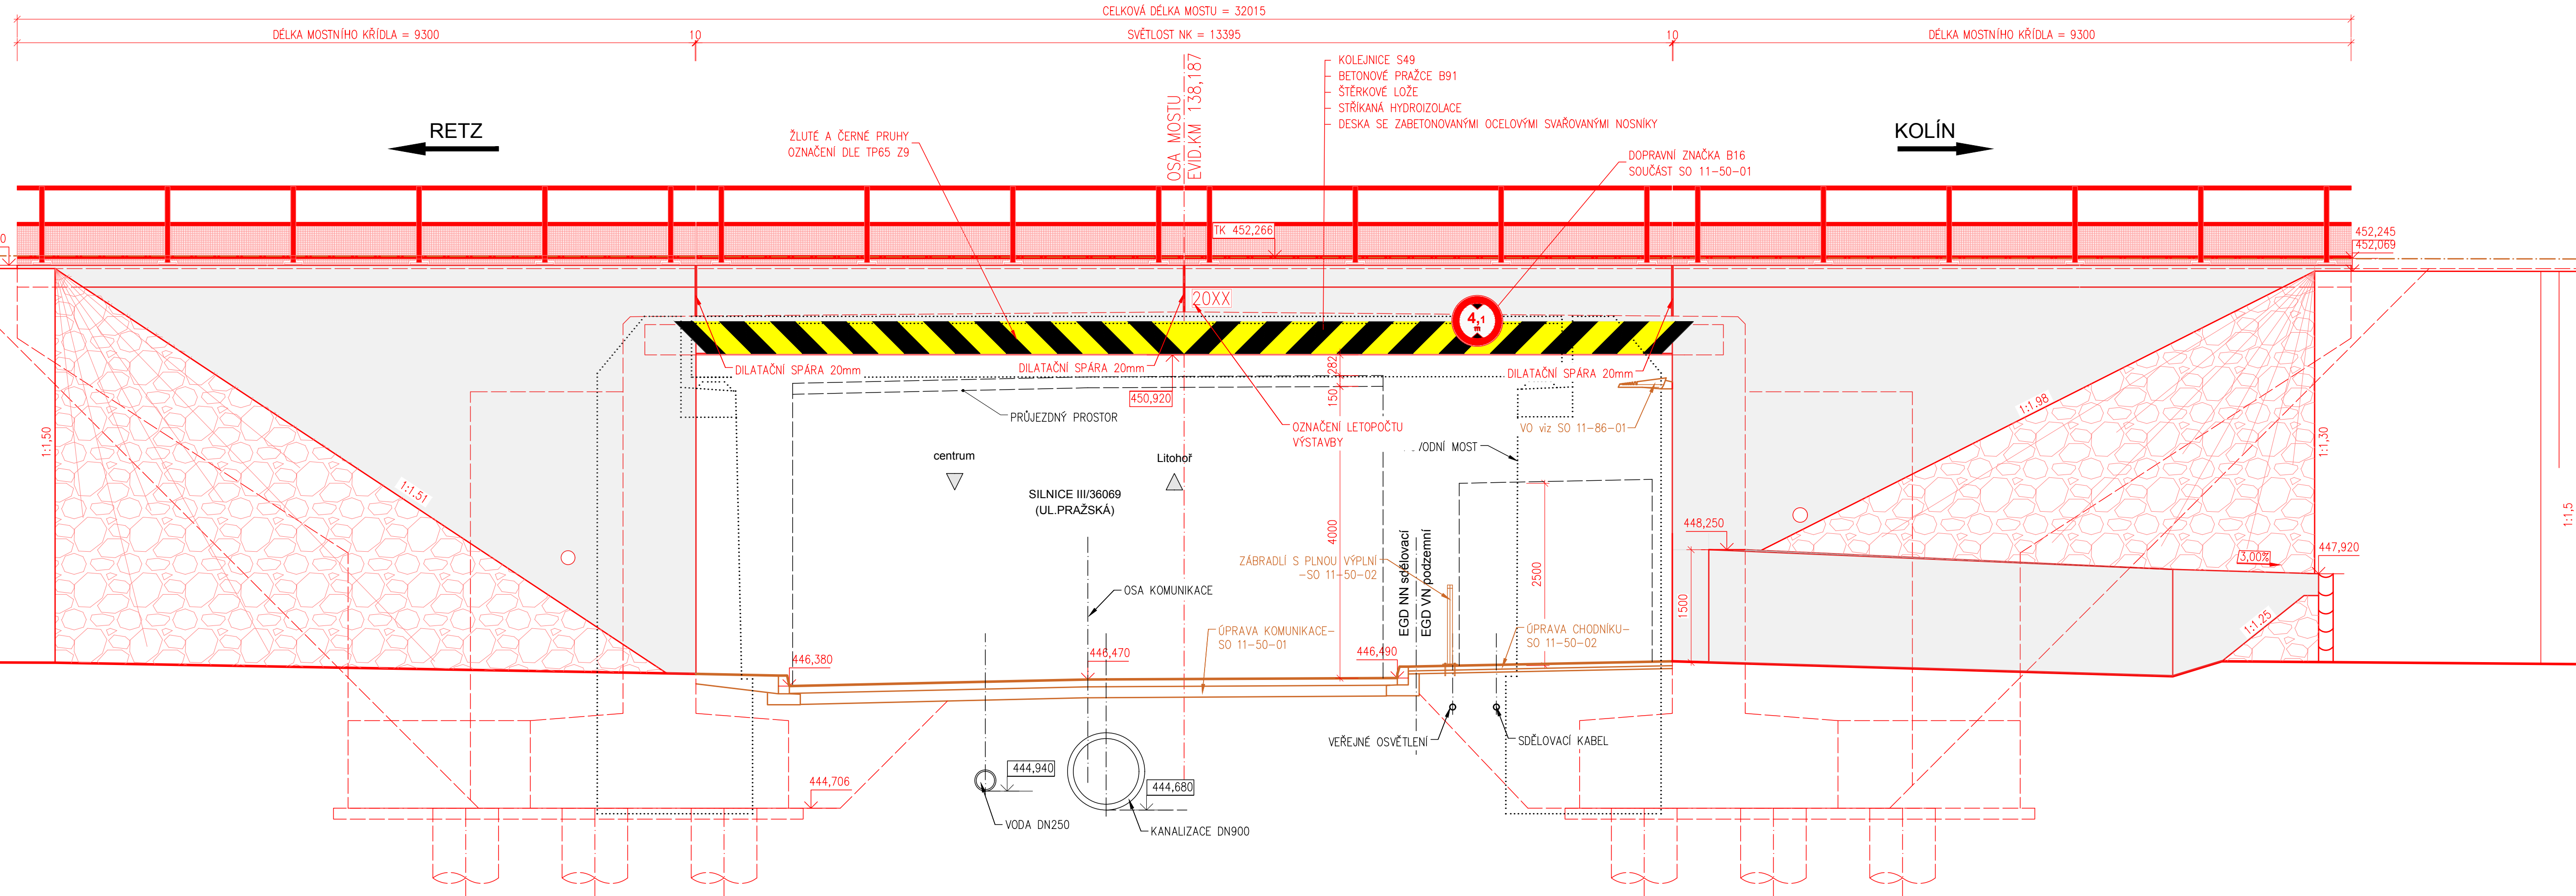 CELKOVÁ DÉLKA MOSTU = 32015
DÉLKA MOSTNÍHO KŘÍDLA = 9300
10
SVĚTLOST NK = 13395
10
DÉLKA MOSTNÍHO KŘÍDLA = 9300
KOLEJNICE S49
BETONOVÉ PRAŽCE B91
ŠTĚRKOVÉ LOŽE
STŘÍKANÁ HYDROIZOLACE
DESKA SE ZABETONOVANÝMI OCELOVÝMI SVAŘOVANÝMI NOSNÍKY
OSA MOSTU
EVID.KM 138,187
RETZ
KOLÍN
ŽLUTÉ A ČERNÉ PRUHY
OZNAČENÍ DLE TP65 Z9
DOPRAVNÍ ZNAČKA B16
SOUČÁST SO 11-50-01
TK 452,266
0
452,245
452,069
20XX
4,1
m
DILATAČNÍ SPÁRA 20mm
DILATAČNÍ SPÁRA 20mm
DILATAČNÍ SPÁRA 20mm
282
150
450,920
PRŮJEZDNÝ PROSTOR
OZNAČENÍ LETOPOČTU
VÝSTAVBY
VO viz SO 11-86-01
VODNÍ MOST
1:1,50
1:1.51
1:1.98
1:1,30
1:1,5
centrum
Litohoř
SILNICE III/36069
(UL.PRAŽSKÁ)
4000
2500
1500
448,250
447,920
3,00%
1:1.25
ZÁBRADLÍ S PLNOU VÝPLNÍ
-SO 11-50-02
EGD NN sdělovací
EGD VN podzemní
OSA KOMUNIKACE
ÚPRAVA KOMUNIKACE-
SO 11-50-01
ÚPRAVA CHODNÍKU-
SO 11-50-02
446,380
446,470
446,490
VEŘEJNÉ OSVĚTLENÍ
SDĚLOVACÍ KABEL
444,706
444,940
444,680
VODA DN250
KANALIZACE DN900